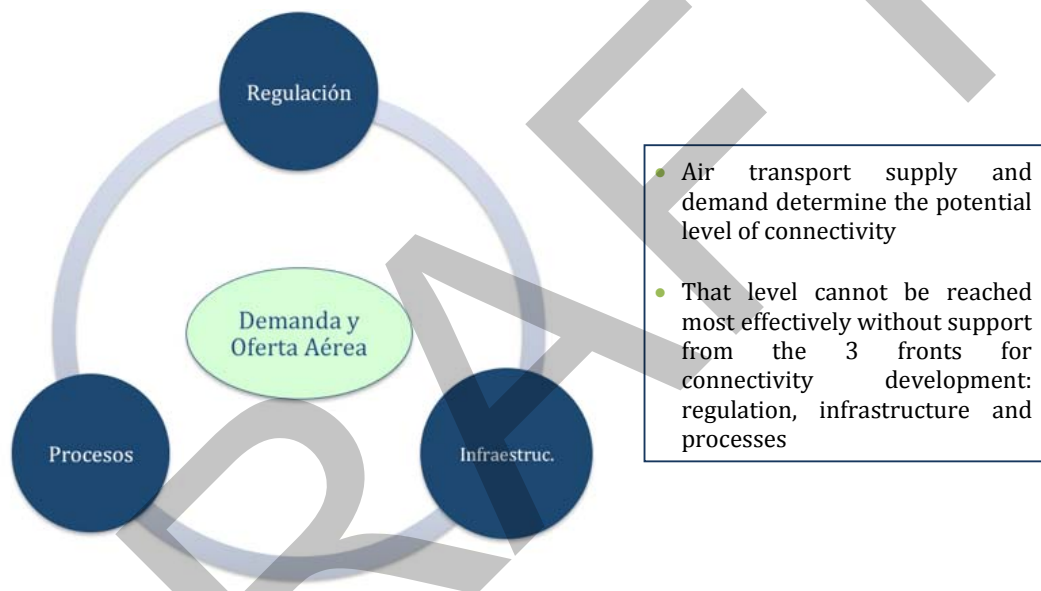 Regulación
Demanda y
Oferta Aérea
Procesos
Infraestruc.
• Air transport supply and
demand determine the potential
level of connectivity
• That level cannot be reached
most effectively without support
from the 3 fronts for
connectivity development:
regulation, infrastructure and
processes